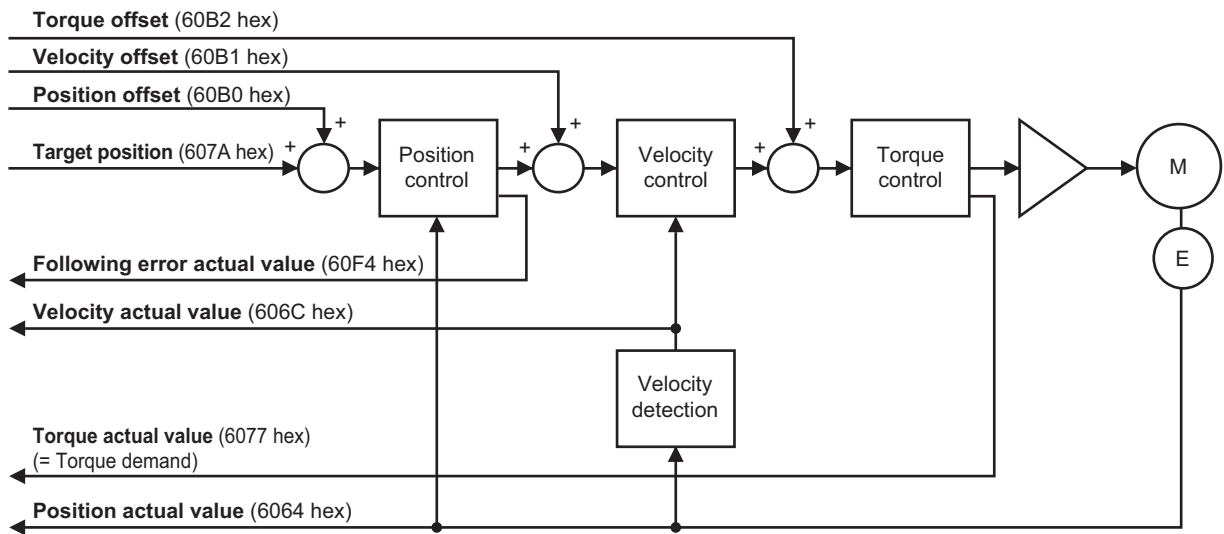 Torque offset (60B2 hex)
Velocity offset (60B1 hex)
Position offset (60B0 hex)
Target position (607A hex)
+
+
Position
control
+
+
Velocity
control
+
+
Torque
control
M
E
Following error actual value (60F4 hex)
Velocity actual value (606C hex)
Velocity
detection
Torque actual value (6077 hex)
(= Torque demand)
Position actual value (6064 hex)